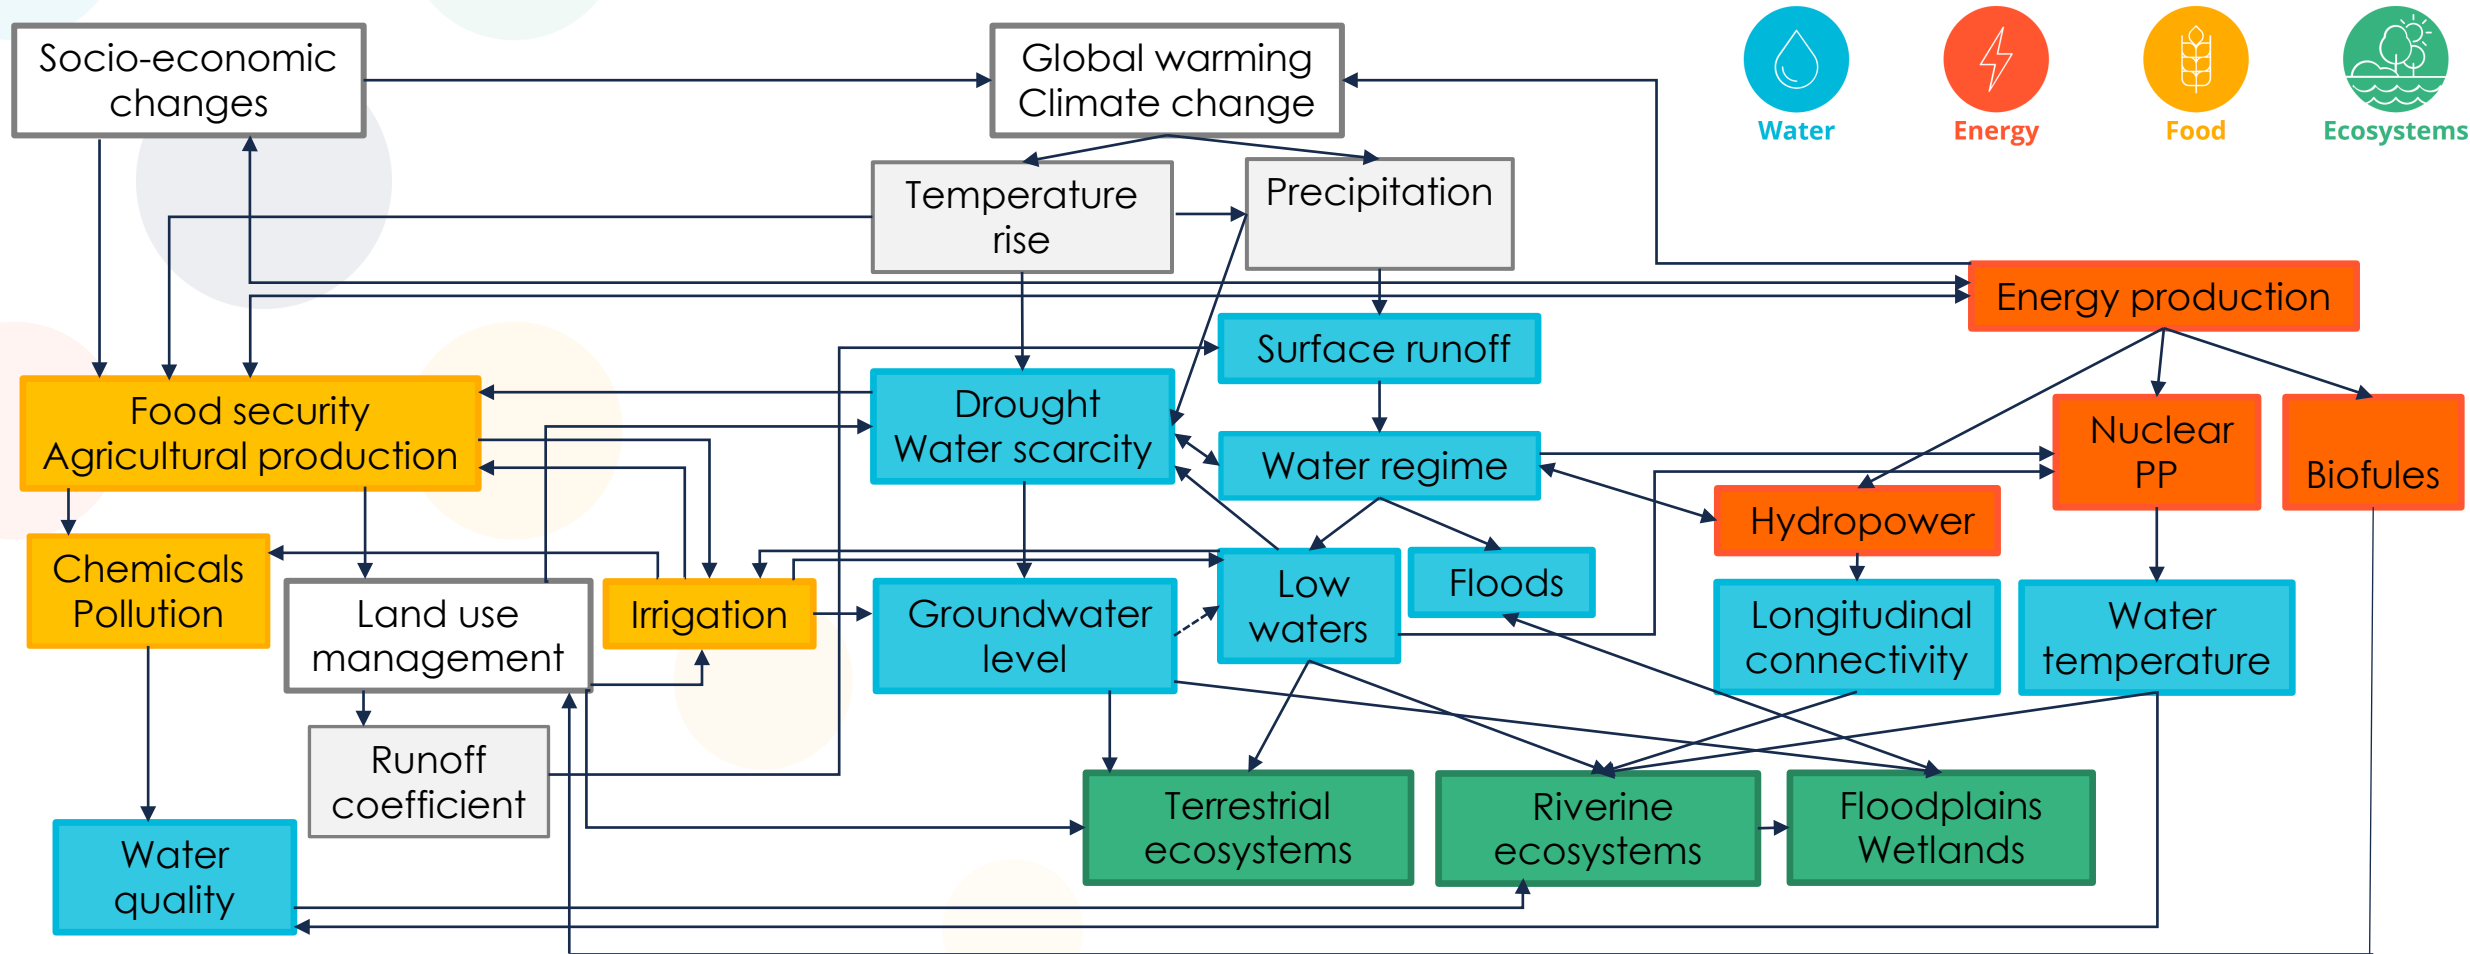 Socio-economic
changes
Global warming
Climate change
Water
Energy
Food
Ecosystems
Temperature
rise
Precipitation
Energy production
Surface runoff
Food security
Agricultural production
Drought
Water scarcity
Water regime
Nuclear
PP
Biofules
Hydropower
Chemicals
Pollution
Land use
management
Irrigation
Groundwater
level
Low
waters
Floods
Longitudinal
connectivity
Water
temperature
Runoff
coefficient
Terrestrial
ecosystems
Riverine
ecosystems
Floodplains
Wetlands
Water
quality